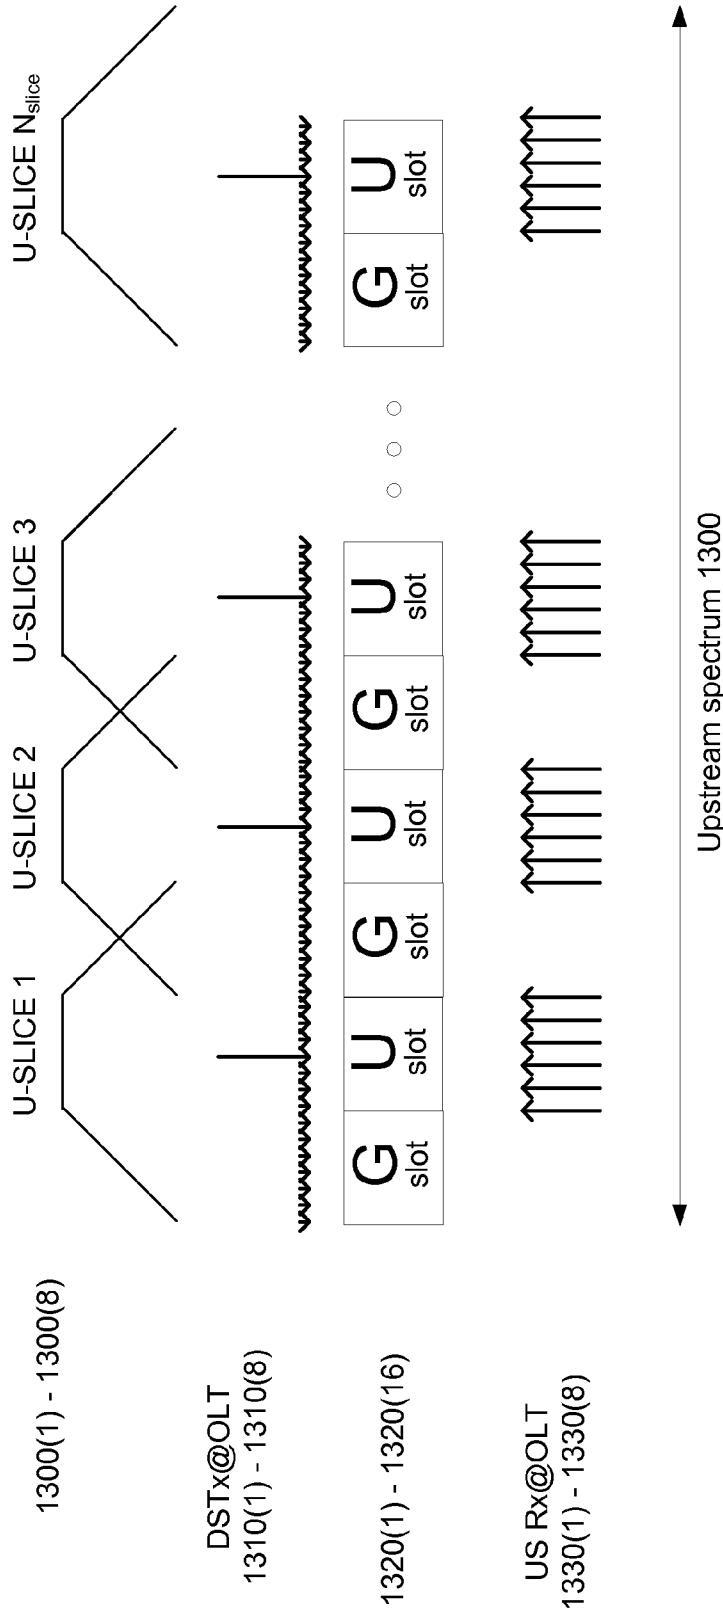 U-SLICE 1 U-SLICE 2 U-SLICE 3 U-SLICE Nslice
1300(1) - 1300(8)
DSTx@OLT
1310(1) - 1310(8)
G U G U G U G U
slot slot slot slot slot slot slot slot
1320(1) - 1320(16)
US Rx@OLT
1330(1) - 1330(8)
Upstream spectrum 1300